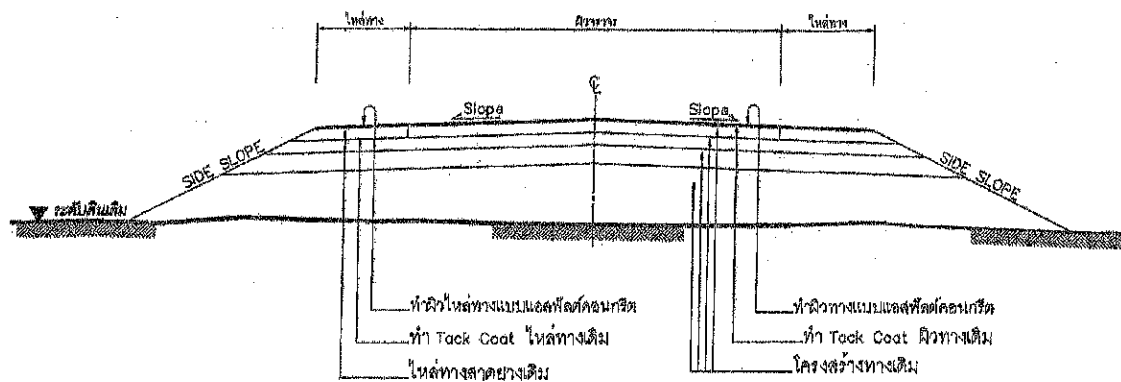 ไหล่ทาง ผิวจราจร ไหล่ทาง
℄
Slope Slope
SIDE SLOPE SIDE SLOPE
ระดับดินเดิม
ทำผิวไหล่ทางแบบแอสฟัลต์คอนกรีต ทำผิวทางแบบแอสฟัลต์คอนกรีต
ทำ Tack Coat ไหล่ทางเดิม ทำ Tack Coat ผิวทางเดิม
ไหล่ทางลาดยางเดิม โครงสร้างทางเดิม